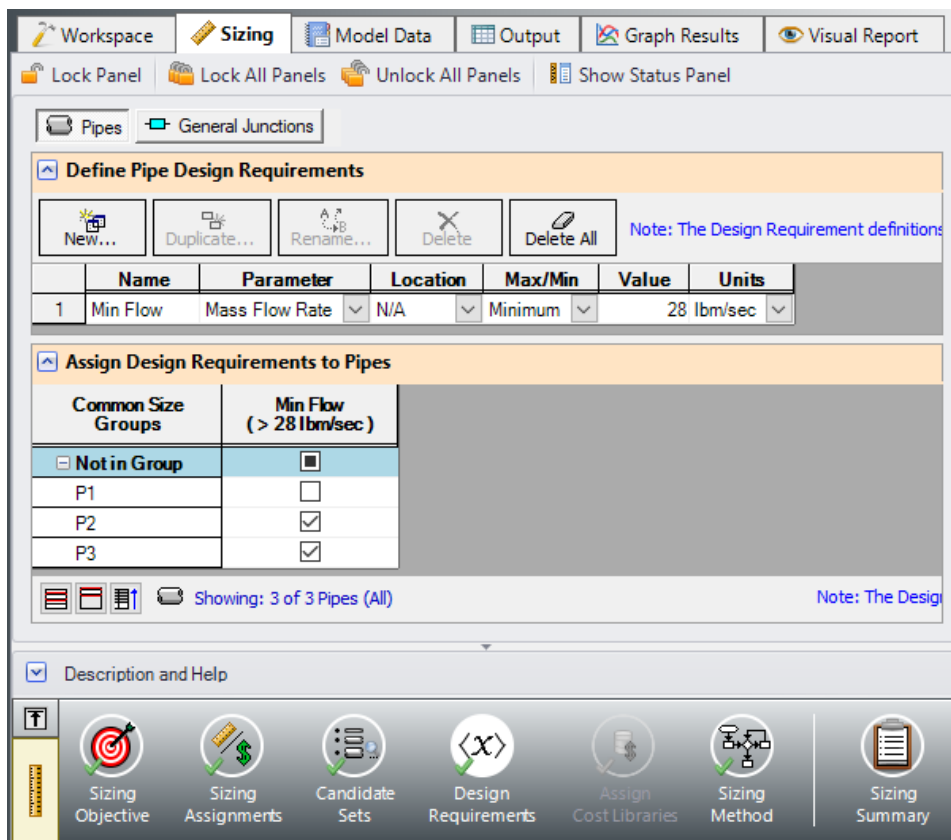 Workspace Sizing Model Data Output Graph Results Visual Report
Lock Panel Lock All Panels Unlock All Panels Show Status Panel
Pipes General Junctions
Define Pipe Design Requirements
New... Duplicate... Rename... Delete Delete All Note: The Design Requirement definitions
Name Parameter Location Max/Min Value Units
1 Min Flow Mass Flow Rate N/A Minimum 28 lbm/sec
Assign Design Requirements to Pipes
Common Size Groups
Min Flow ( > 28 lbm/sec )
Not in Group
P1
P2
P3
Showing: 3 of 3 Pipes (All) Note: The Desig
Description and Help
Sizing Objective
Sizing Assignments
Candidate Sets
Design Requirements
Assign Cost Libraries
Sizing Method
Sizing Summary